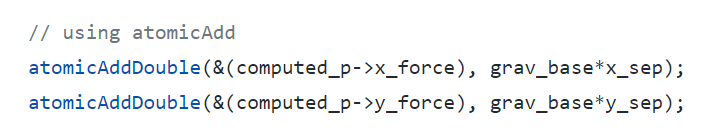 // using atomicAdd
atomicAddDouble(&(computed_p->x_force), grav_base*x_sep);
atomicAddDouble(&(computed_p->y_force), grav_base*y_sep);